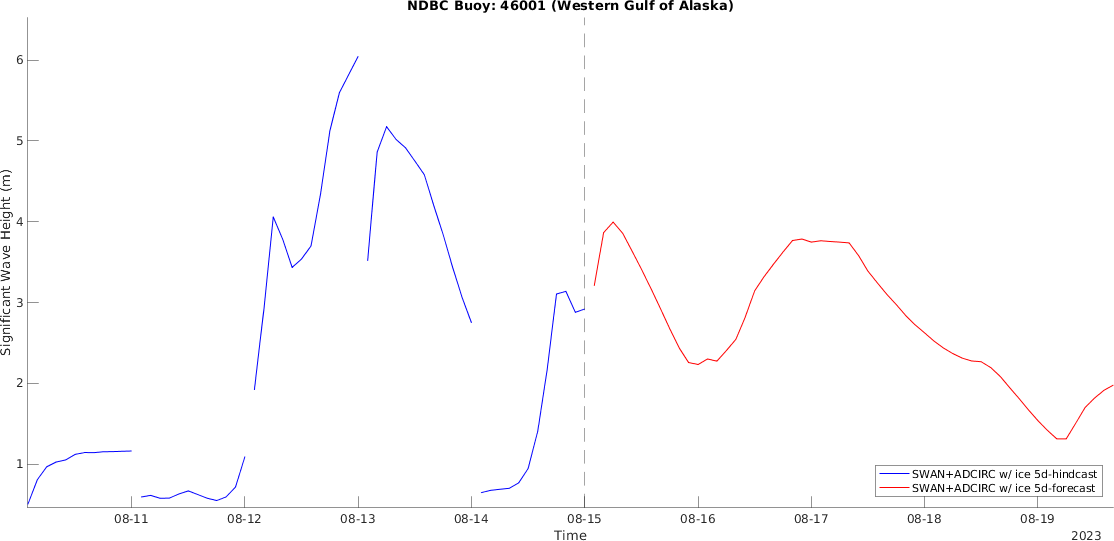 NDBC Buoy: 46001 (Western Gulf of Alaska)
Significant Wave Height (m)
6
5
4
3
2
1
SWAN+ADCIRC w/ ice 5d-hindcast
SWAN+ADCIRC w/ ice 5d-forecast
08-11 08-12 08-13 08-14 08-15 08-16 08-17 08-18 08-19
Time
2023